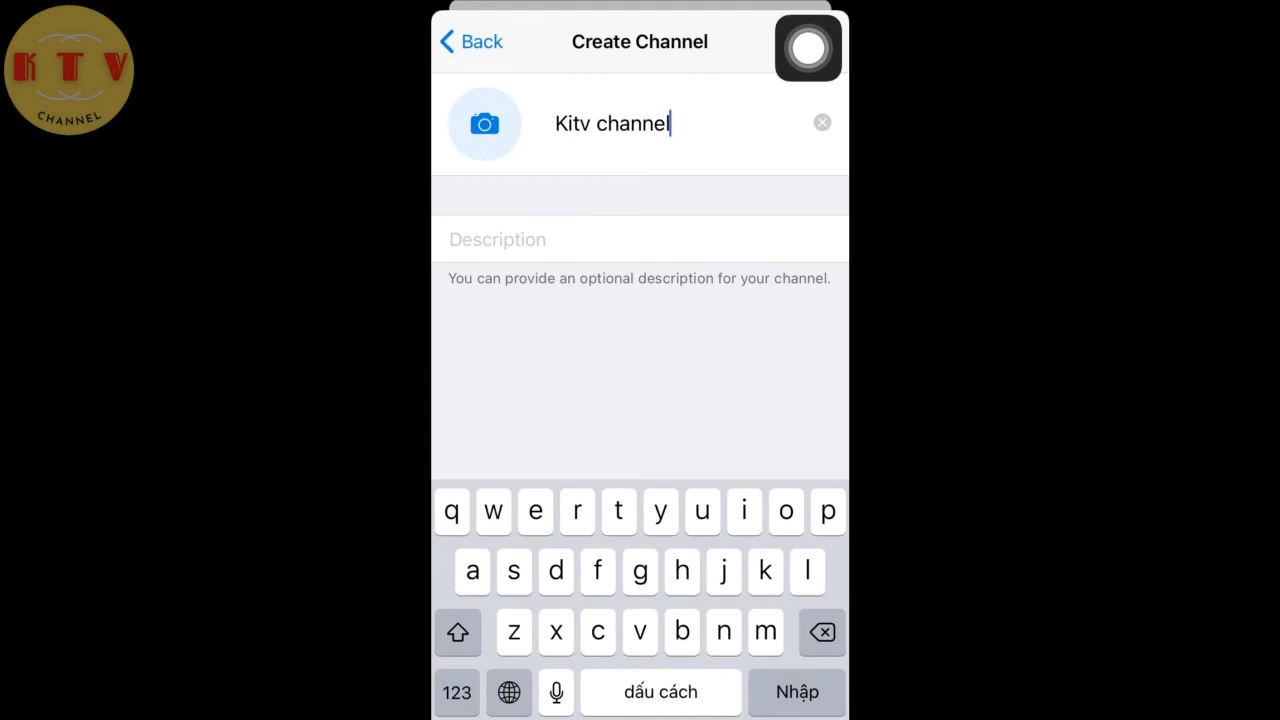 K T V
CHANNEL
Back
Create Channel
Kitv channel
Description
You can provide an optional description for your channel.
q w e r t y u i o p
a s d f g h j k l
z x c v b n m
123
dấu cách
Nhập